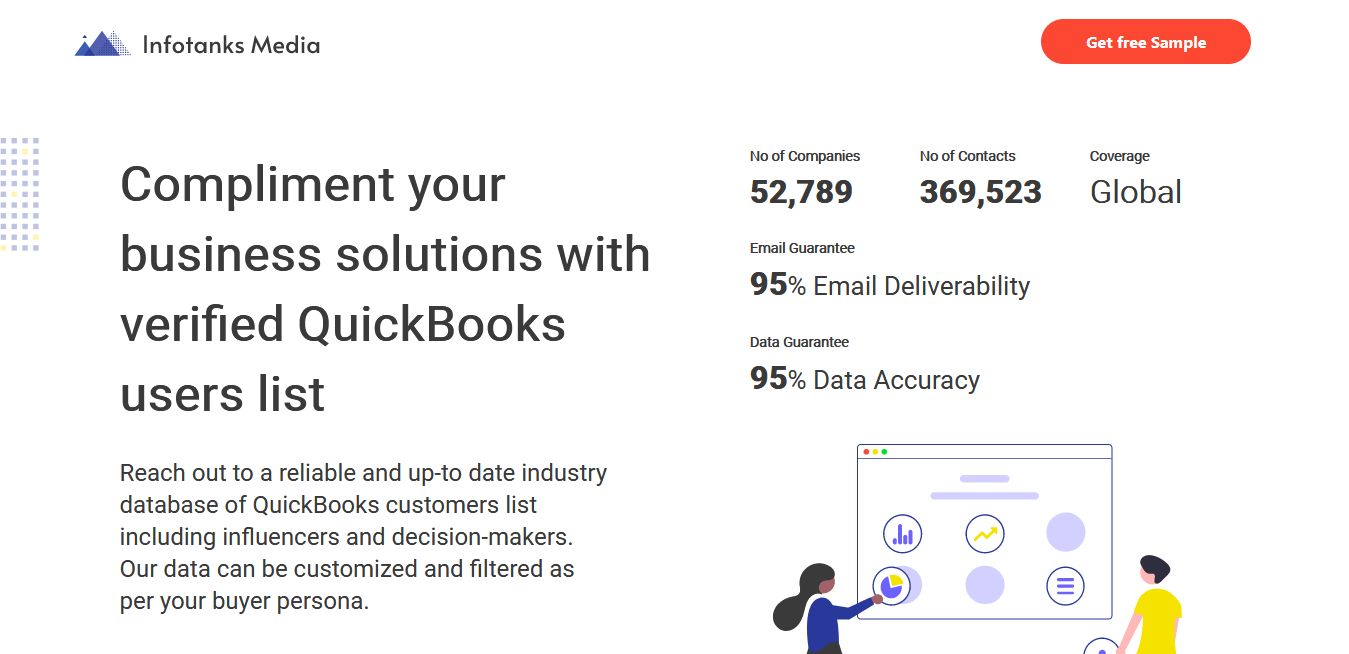 Infotanks Media
Get free Sample
Compliment your
business solutions with
verified QuickBooks
users list
Reach out to a reliable and up-to date industry
database of QuickBooks customers list
including influencers and decision-makers.
Our data can be customized and filtered as
per your buyer persona.
No of Companies
52,789
No of Contacts
369,523
Coverage
Global
Email Guarantee
95% Email Deliverability
Data Guarantee
95% Data Accuracy